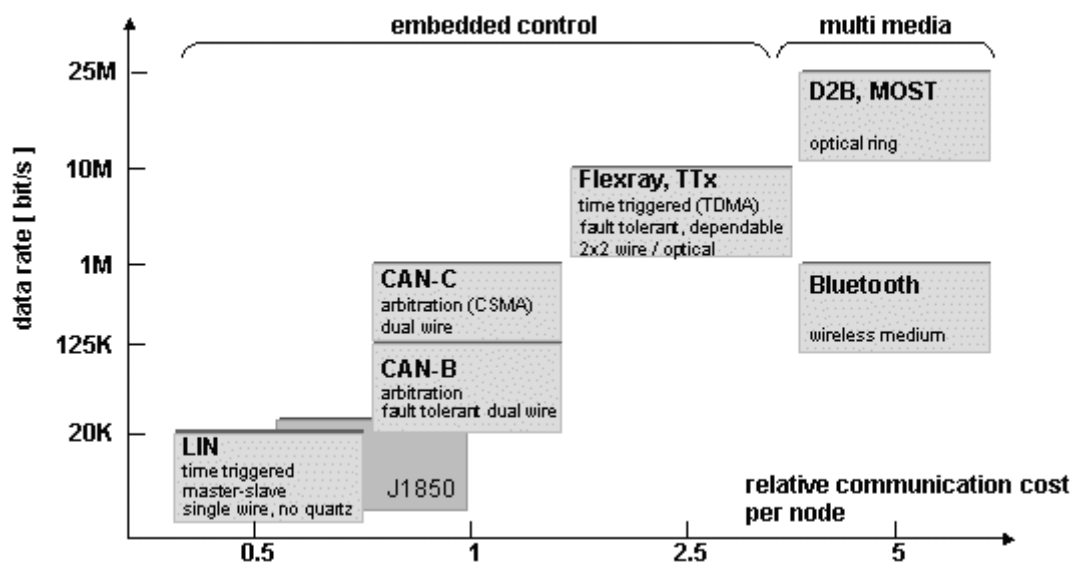 embedded control
multi media
data rate [ bit/s ]
25M
10M
1M
125K
20K
D2B, MOST
optical ring
Flexray, TTx
time triggered (TDMA)
fault tolerant, dependable
2x2 wire / optical
CAN-C
arbitration (CSMA)
dual wire
Bluetooth
wireless medium
CAN-B
arbitration
fault tolerant dual wire
LIN
time triggered
master-slave
single wire, no quartz
J1850
relative communication cost
per node
0.5
1
2.5
5